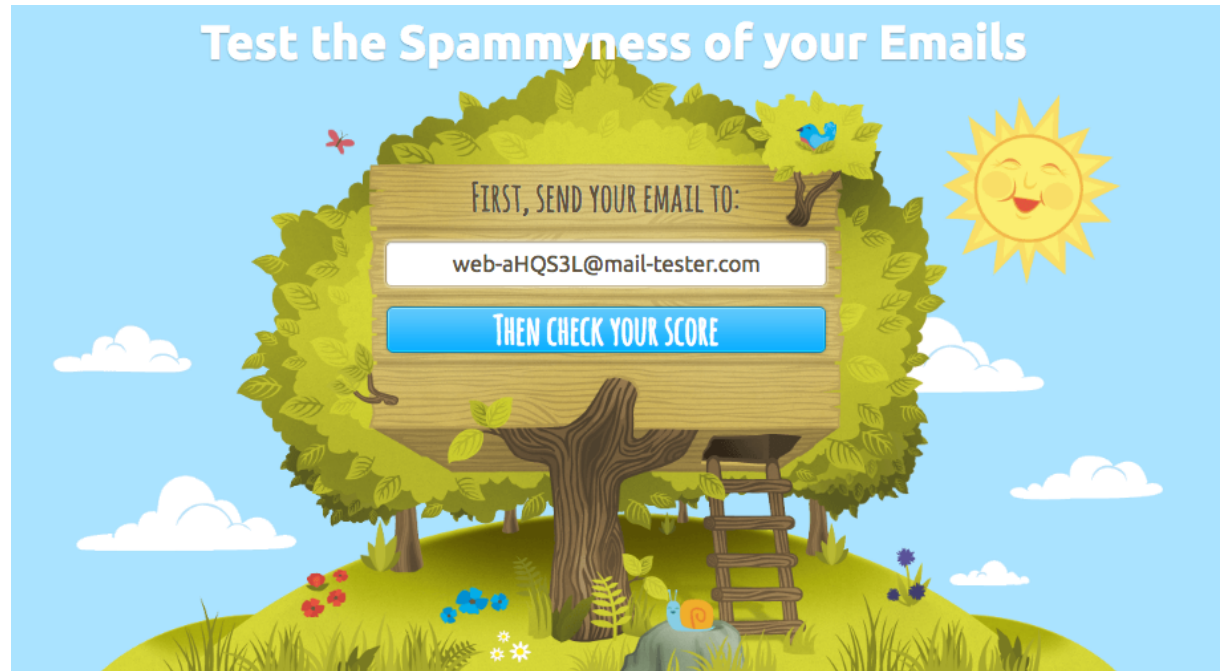 Test the Spammyness of your Emails
First, send your email to:
web-aHQS3L@mail-tester.com
Then check your score